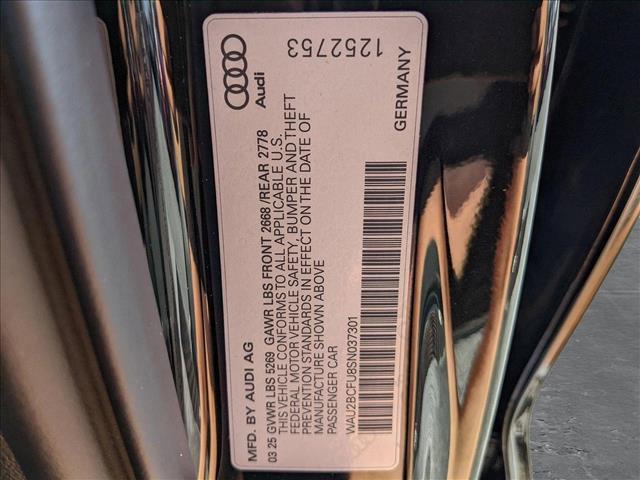 MFD. BY AUDI AG
03 25 GVWR LBS 5269 GAWR LBS FRONT 2668 /REAR 2778
THIS VEHICLE CONFORMS TO ALL APPLICABLE U.S.
FEDERAL MOTOR VEHICLE SAFETY, BUMPER AND THEFT
PREVENTION STANDARDS IN EFFECT ON THE DATE OF
MANUFACTURE SHOWN ABOVE
PASSENGER CAR
WAU2BCFU8SN037301
Audi
1252753
GERMANY